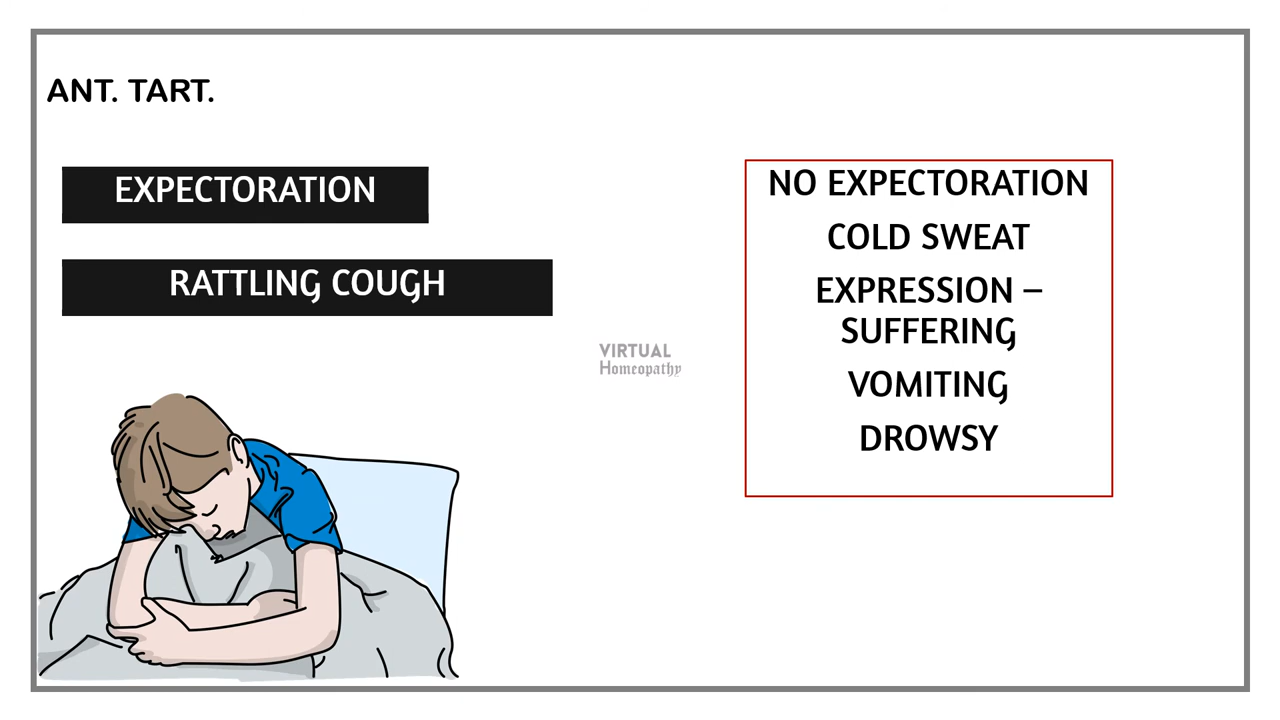 ANT. TART.
EXPECTORATION
RATTLING COUGH
NO EXPECTORATION
COLD SWEAT
EXPRESSION –
SUFFERING
VOMITING
DROWSY
VIRTUAL
Homeopathy